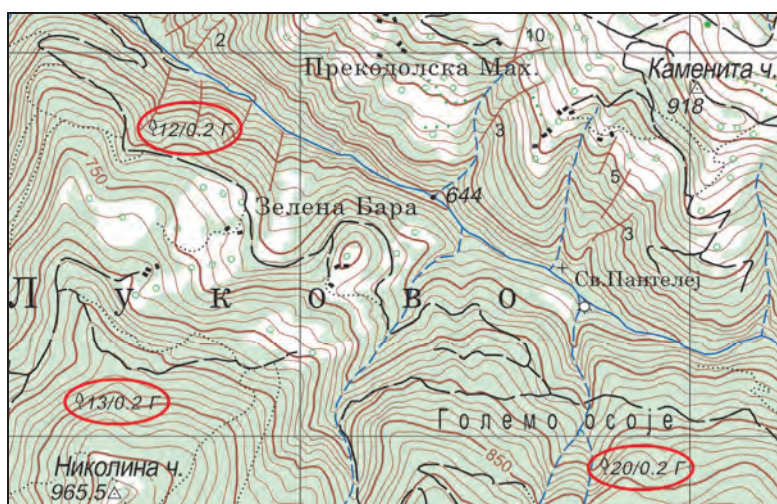 2
10
Прекодолска Мах.
Каменита ч.
918
12/0.2 Г
3
750
5
644
Зелена Бара
3
Св.Пантелеј
Л у к о в о
13/0.2 Г
Големо осоје
850
20/0.2 Г
Николина ч.
965.5